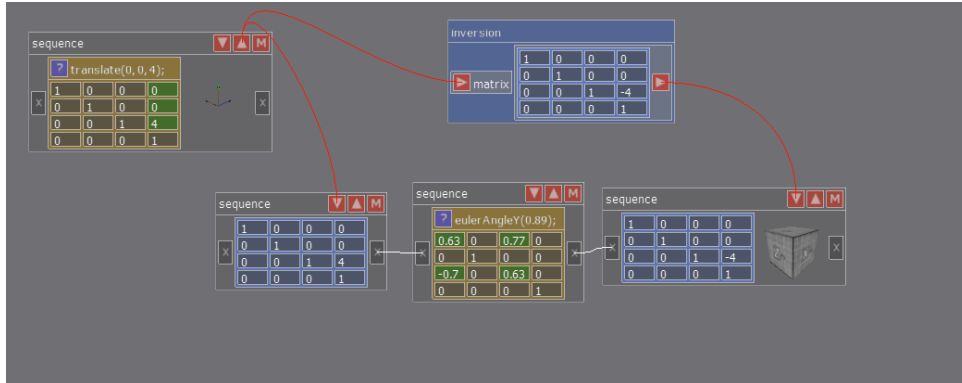 sequence M
? translate(0, 0, 4);
1 0 0 0
0 1 0 0
0 0 1 4
0 0 0 1
X X
inversion
matrix
1 0 0 0
0 1 0 0
0 0 1 -4
0 0 0 1
sequence M
1 0 0 0
0 1 0 0
0 0 1 4
0 0 0 1
X X
sequence M
? eulerAngleY(0.89);
0.63 0 0.77 0
0 1 0 0
-0.7 0 0.63 0
0 0 0 1
X X
sequence M
1 0 0 0
0 1 0 0
0 0 1 -4
0 0 0 1
X X